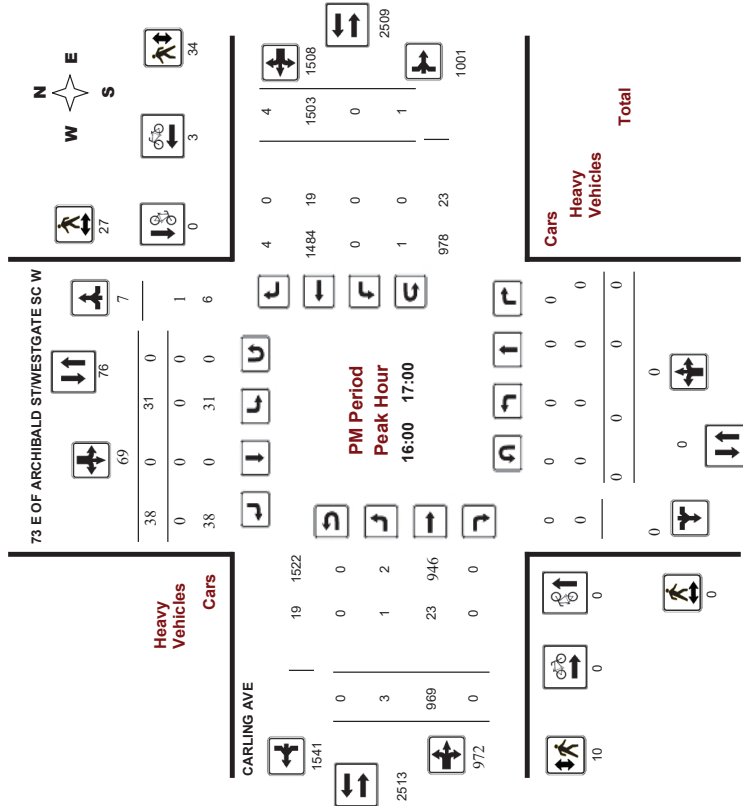 73 E OF ARCHIBALD ST/WESTGATE SC W
N
W E
S
27 34
0 3
69 76 7
38 0 31 0
0 0 0 0 1
38 0 31 0 6
Heavy
Vehicles
Cars
CARLING AVE
1541
2513
972
19 1522
0 0 0
3 1 2
969 23 946
0 0 0
PM Period
Peak Hour
16:00 17:00
4 0 4
1484 19 1503
0 0 0
1 0 1
978 23
1508
2509
1001
Cars
Heavy
Vehicles
Total
0 0 0 0 0
0 0 0 0 0
0 0 0 0
0 0 0
10 0 0
0